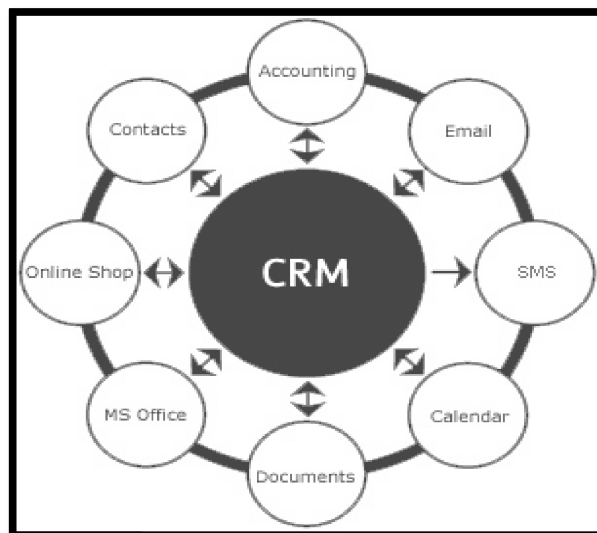 Accounting
Contacts
Email
CRM
Online Shop
SMS
MS Office
Calendar
Documents